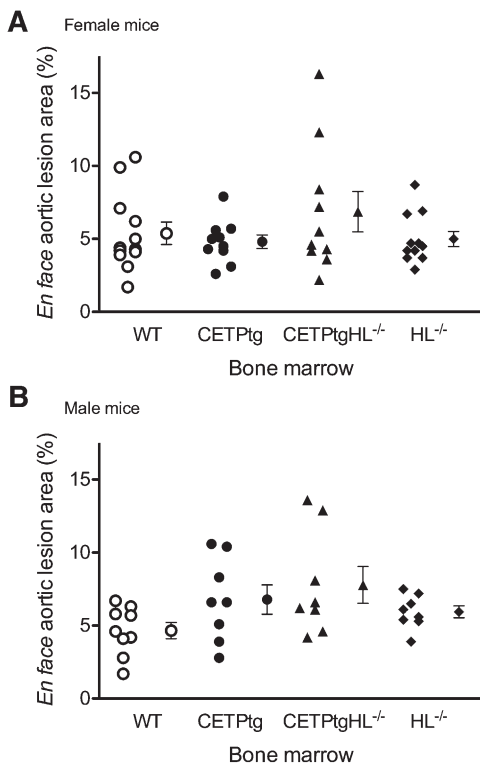 A
Female mice
En face aortic lesion area (%)
15
10
5
0
WT CETPtg CETPtgHL-/- HL-/-
Bone marrow
B
Male mice
En face aortic lesion area (%)
15
10
5
0
WT CETPtg CETPtgHL-/- HL-/-
Bone marrow